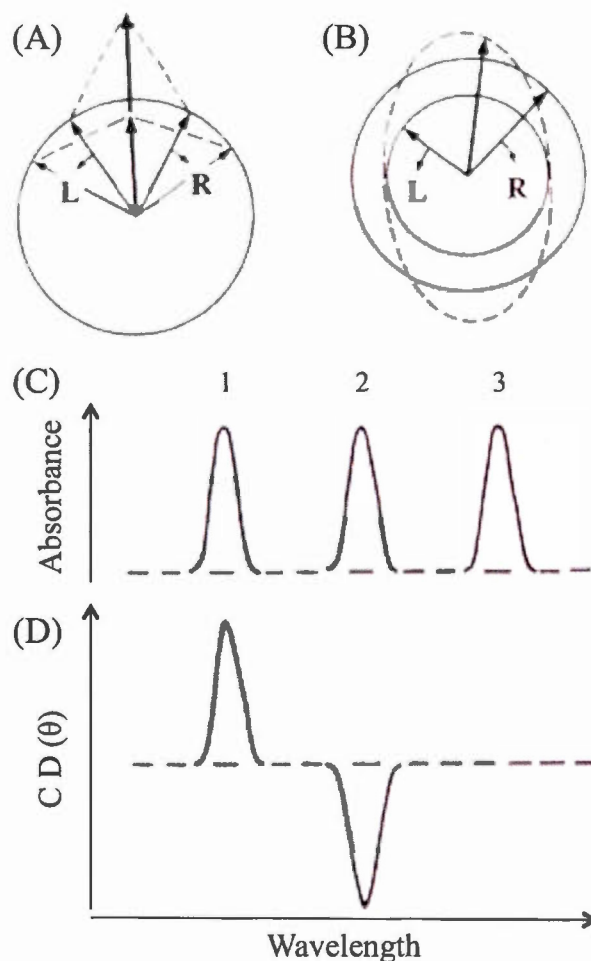 (A)
(B)
L
R
L
R
(C)
1 2 3
Absorbance
(D)
C D (θ)
Wavelength